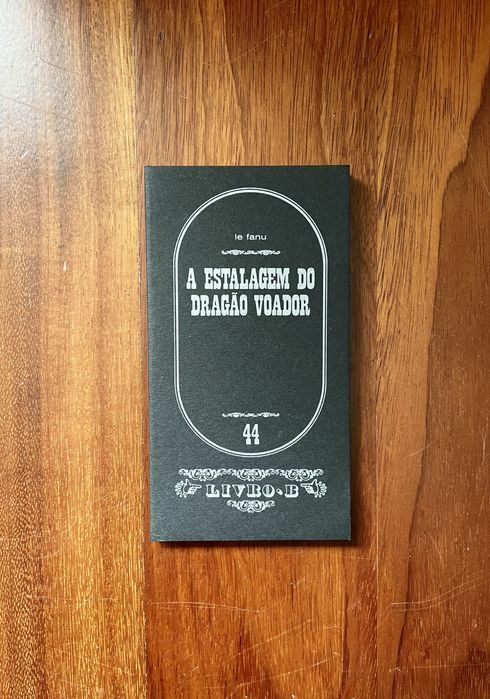 le fanu
A ESTALAGEM DO
DRAGÃO VOADOR
44
LIVRO·B